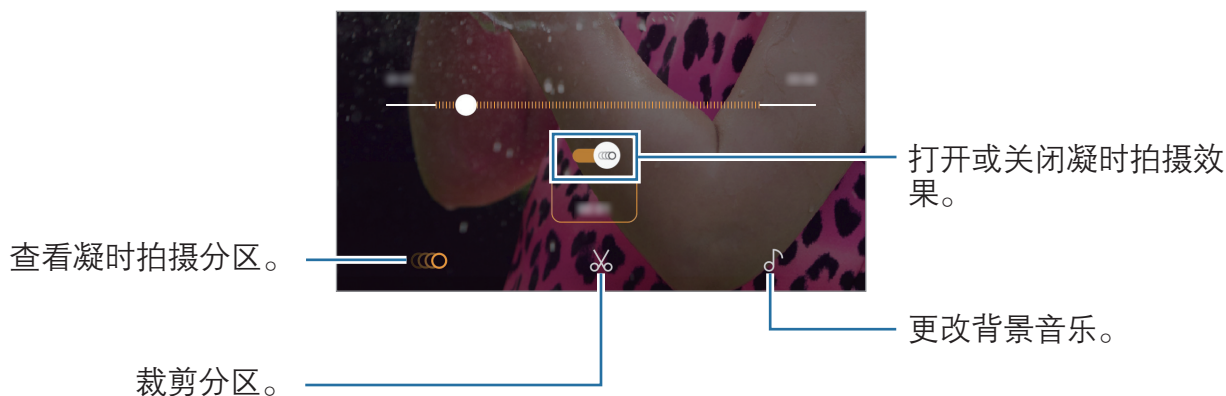 打开或关闭凝时拍摄效
果。
查看凝时拍摄分区。
更改背景音乐。
裁剪分区。